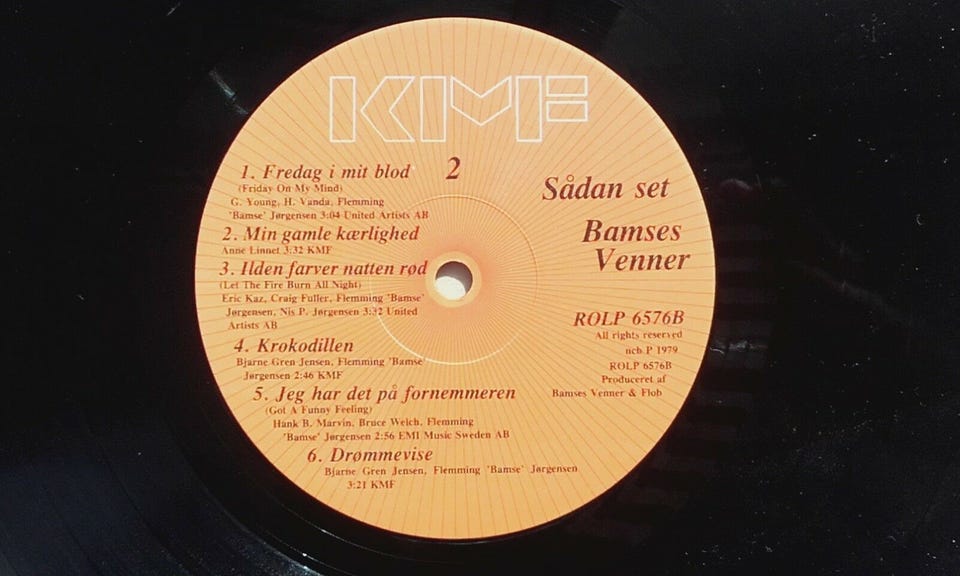 KMF
2
1. Fredag i mit blod
(Friday On My Mind)
G. Young, H. Vanda, Flemming
'Bamse' Jørgensen 3:04 United Artists AB
2. Min gamle kærlighed
Anne Linnet 3:32 KMF
3. Ilden farver natten rød
(Let The Fire Burn All Night)
Eric Kaz, Craig Fuller, Flemming 'Bamse'
Jørgensen, Nis P. Jørgensen 3:32 United
Artists AB
4. Krokodillen
Bjarne Gren Jensen, Flemming 'Bamse'
Jørgensen 2:46 KMF
5. Jeg har det på fornemmeren
(Got A Funny Feeling)
Hank B. Marvin, Bruce Welch, Flemming
'Bamse' Jørgensen 2:56 EMI Music Sweden AB
6. Drømmevise
Bjarne Gren Jensen, Flemming 'Bamse' Jørgensen
3:21 KMF
Sådan set
Bamses
Venner
ROLP 6576B
All rights reserved
ncb P 1979
ROLP 6576B
Produceret af
Bamses Venner & Flob